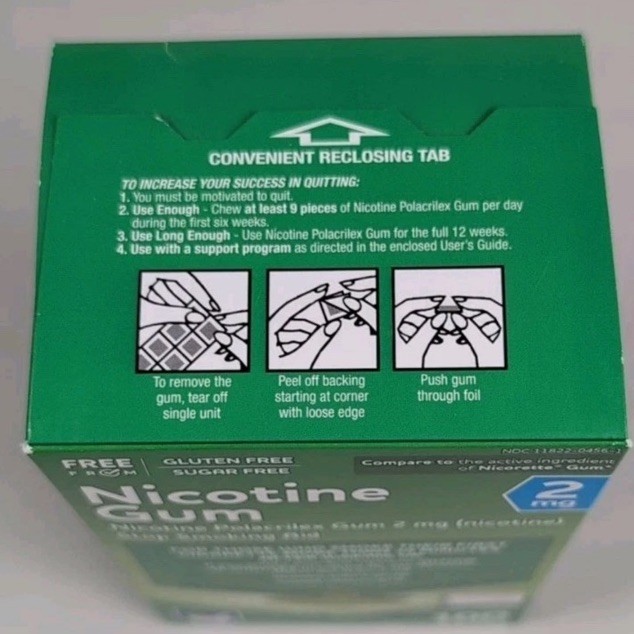 CONVENIENT RECLOSING TAB
TO INCREASE YOUR SUCCESS IN QUITTING:
1. You must be motivated to quit.
2. Use Enough - Chew at least 9 pieces of Nicotine Polacrilex Gum per day
during the first six weeks.
3. Use Long Enough - Use Nicotine Polacrilex Gum for the full 12 weeks.
4. Use with a support program as directed in the enclosed User's Guide.
To remove the
gum, tear off
single unit
Peel off backing
starting at corner
with loose edge
Push gum
through foil
NDC 11822-0456-1
FREE
FROM
GLUTEN FREE
SUGAR FREE
Compare to the active ingredient
of Nicorette® Gum*
Nicotine
Gum
2
mg
Nicotine Polacrilex Gum 2 mg (nicotine)
Stop Smoking Aid